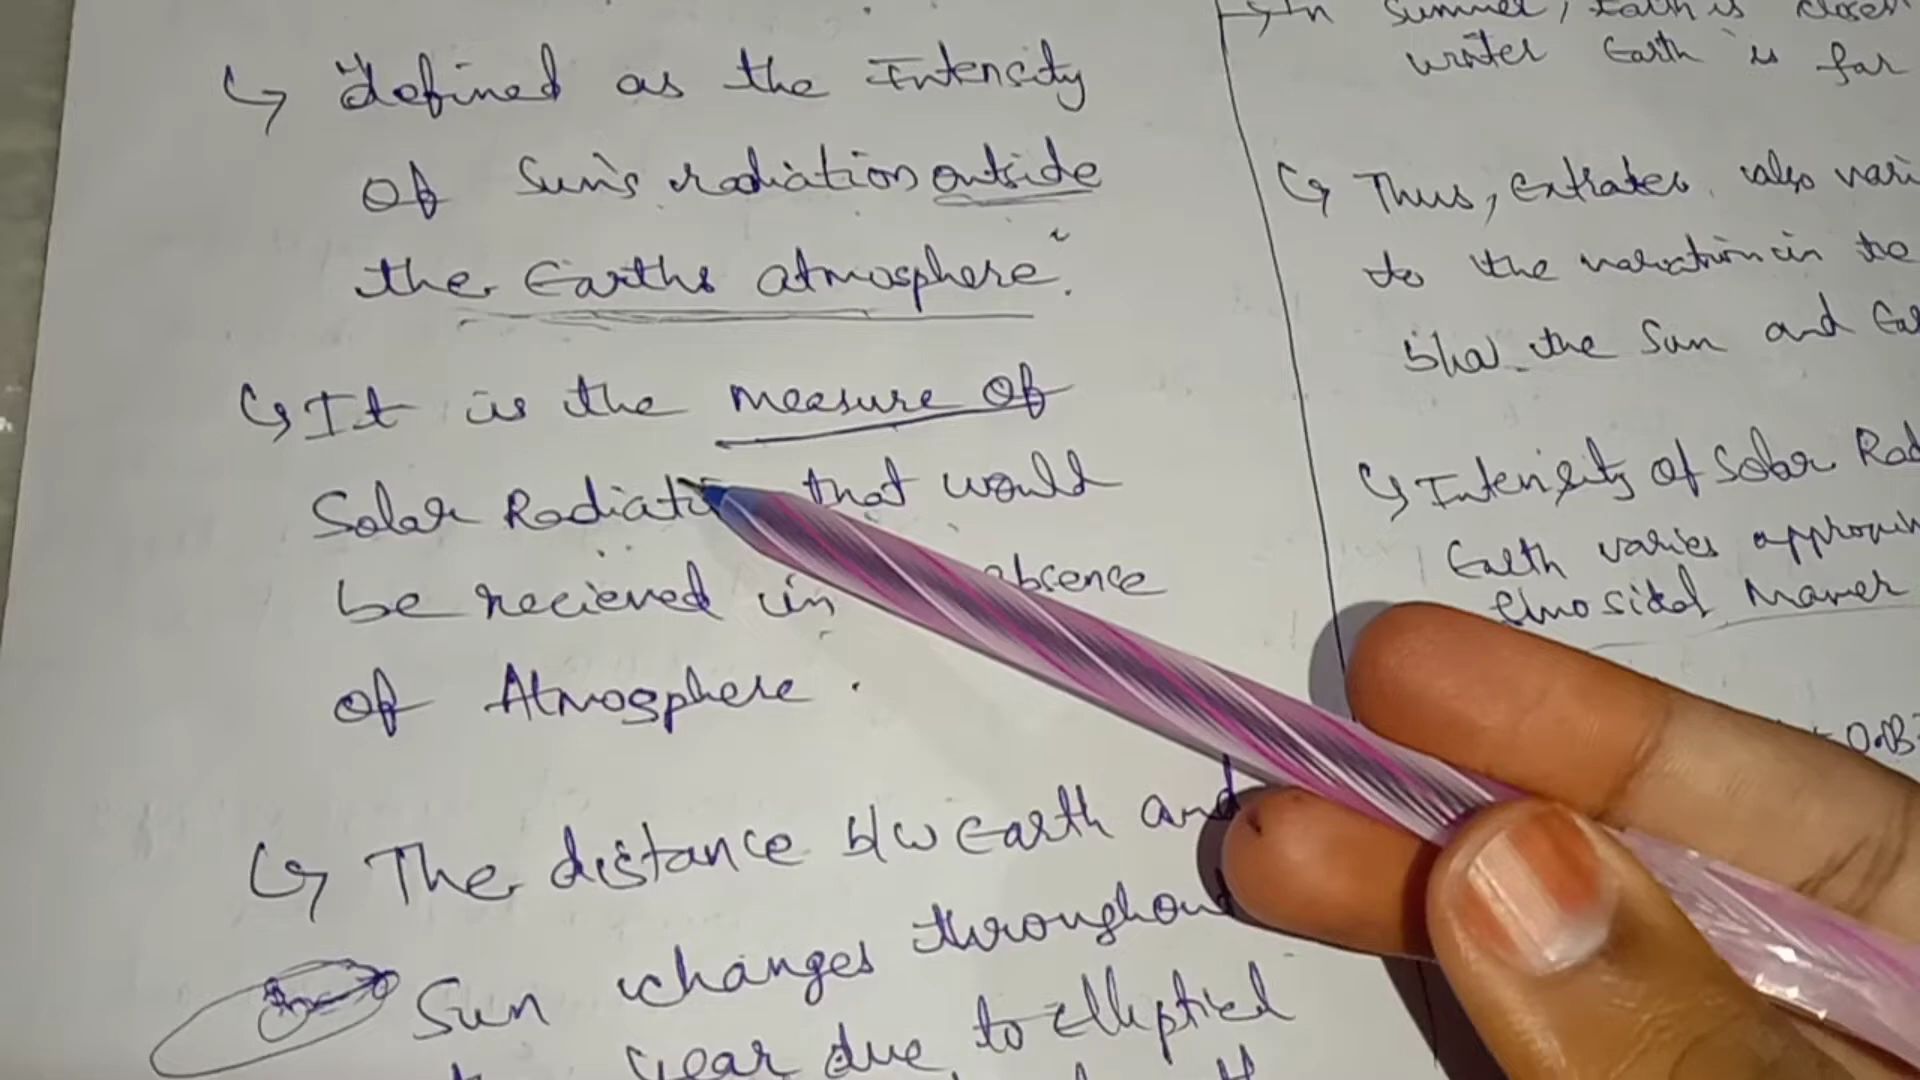 ↳ "defined as the Intensity
of Sun's radiation outside
the Earths atmosphere".
↳ It is the measure of
Solar Radiati that would
be recieved in absence
of Atmosphere.
↳ The distance b/w Earth and
Sun changes throughou
year due to elliptical
→ In Summer, Earth is closer
winter Earth is far
↳ Thus, also vari
to the variation in the
b/w the Sun and Ear
↳ Intensity of Solar Rad
Earth varies approxim
Manner